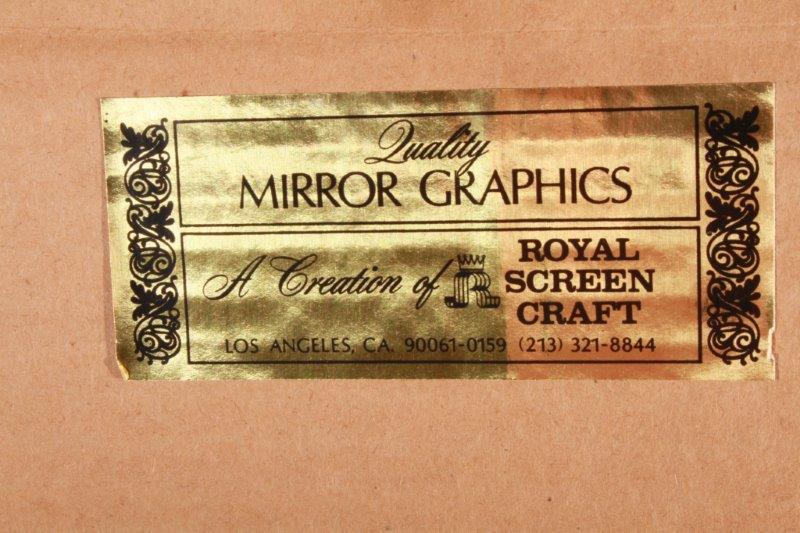 Quality
MIRROR GRAPHICS
A Creation of R ROYAL
SCREEN
CRAFT
LOS ANGELES, CA. 90061-0159 (213) 321-8844